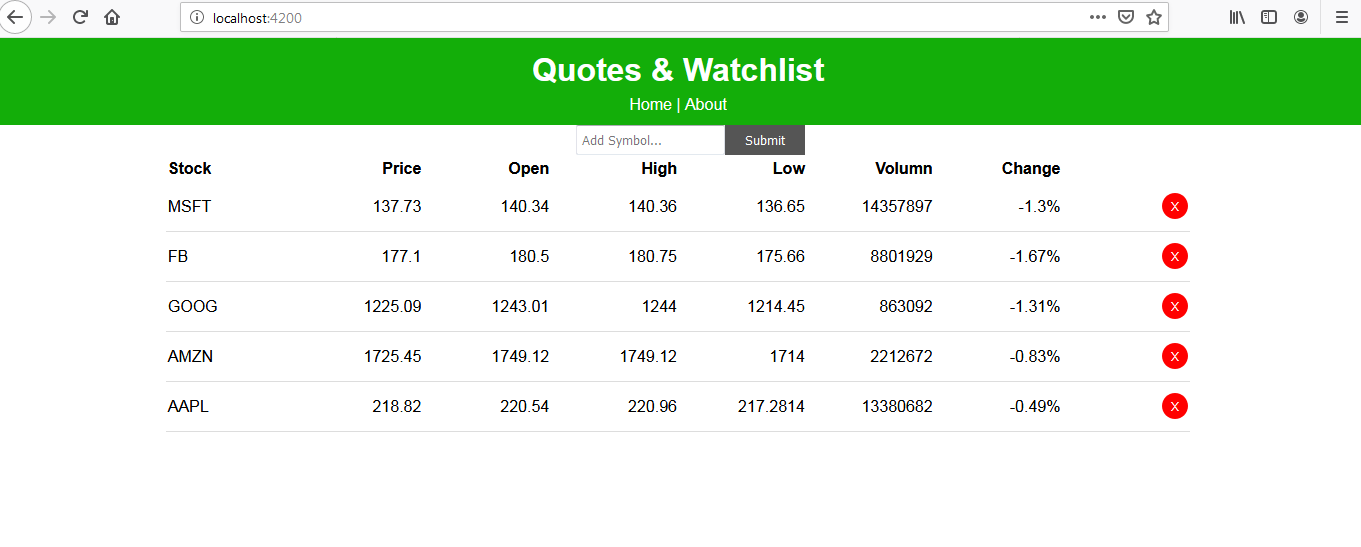 localhost:4200
Quotes & Watchlist
Home | About
Add Symbol... Submit
Stock Price Open High Low Volumn Change
MSFT 137.73 140.34 140.36 136.65 14357897 -1.3% X
FB 177.1 180.5 180.75 175.66 8801929 -1.67% X
GOOG 1225.09 1243.01 1244 1214.45 863092 -1.31% X
AMZN 1725.45 1749.12 1749.12 1714 2212672 -0.83% X
AAPL 218.82 220.54 220.96 217.2814 13380682 -0.49% X